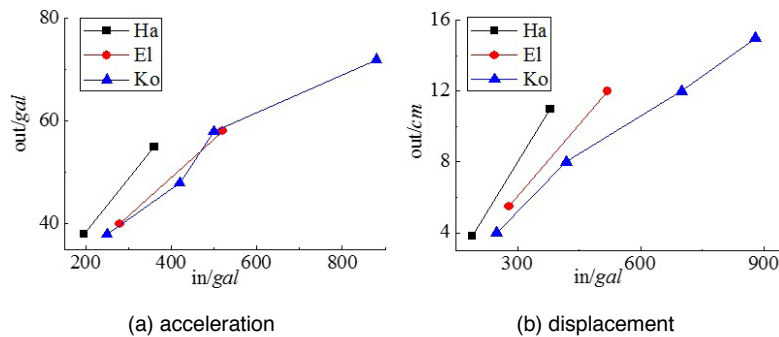 80
60
40
out/gal
Ha
El
Ko
200
400
600
800
in/gal
(a) acceleration
16
12
8
4
out/cm
Ha
El
Ko
300
600
900
in/gal
(b) displacement